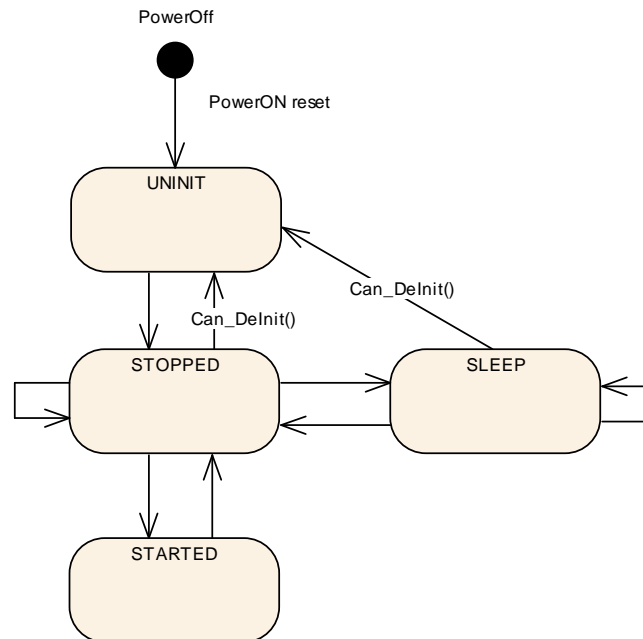 PowerOff
PowerON reset
UNINIT
Can_DeInit()
Can_DeInit()
STOPPED
SLEEP
STARTED